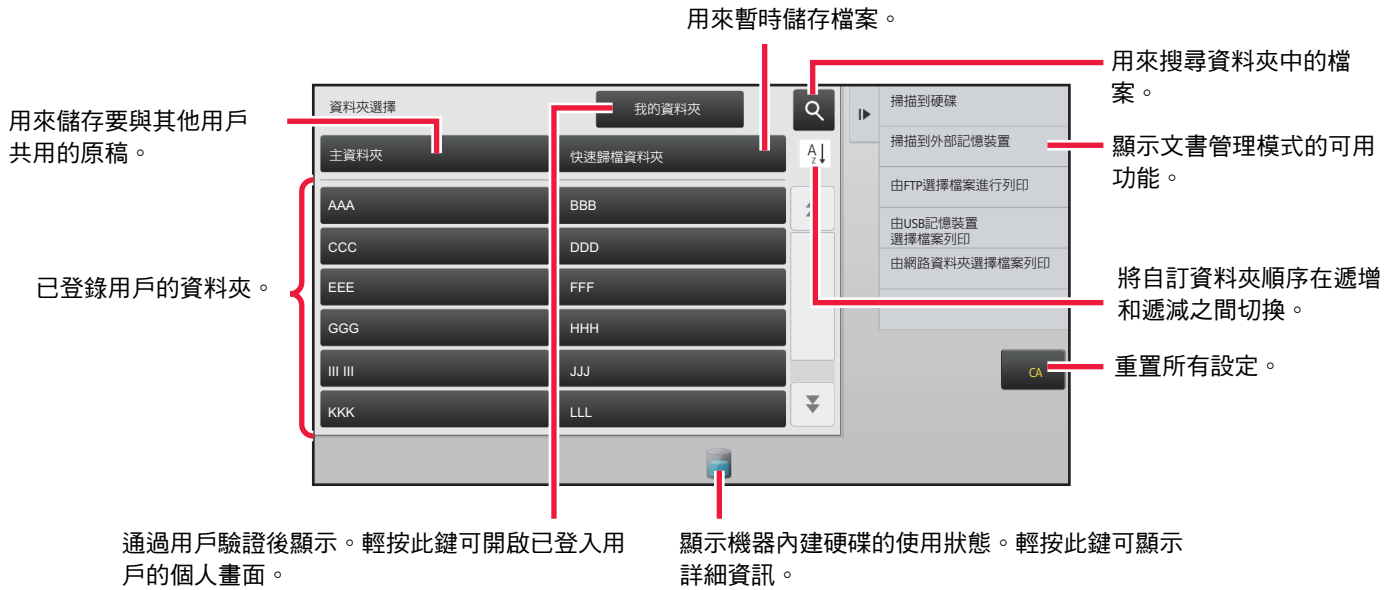 用來暫時儲存檔案。
用來搜尋資料夾中的檔
案。
用來儲存要與其他用戶
共用的原稿。
顯示文書管理模式的可用
功能。
已登錄用戶的資料夾。
將自訂資料夾順序在遞增
和遞減之間切換。
重置所有設定。
資料夾選擇
我的資料夾
主資料夾
快速歸檔資料夾
A
Z
AAA
BBB
CCC
DDD
EEE
FFF
GGG
HHH
III III
JJJ
KKK
LLL
掃描到硬碟
掃描到外部記憶裝置
由FTP選擇檔案進行列印
由USB記憶裝置
選擇檔案列印
由網路資料夾選擇檔案列印
CA
通過用戶驗證後顯示。輕按此鍵可開啟已登入用
戶的個人畫面。
顯示機器內建硬碟的使用狀態。輕按此鍵可顯示
詳細資訊。